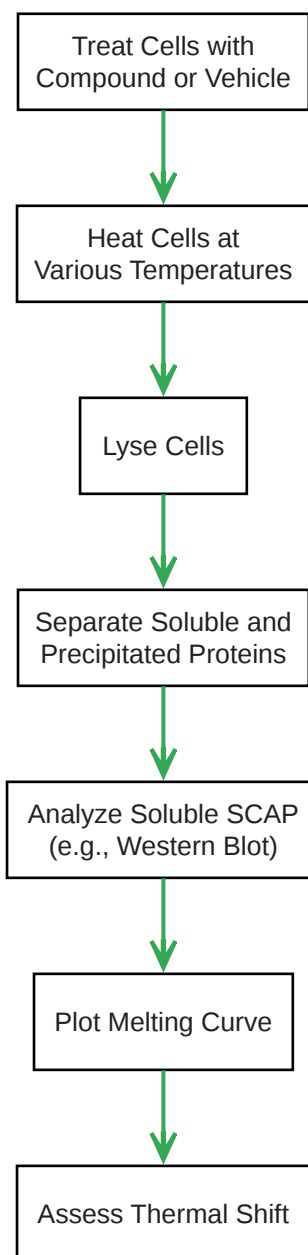 Treat Cells with
Compound or Vehicle
Heat Cells at
Various Temperatures
Lyse Cells
Separate Soluble and
Precipitated Proteins
Analyze Soluble SCAP
(e.g., Western Blot)
Plot Melting Curve
Assess Thermal Shift